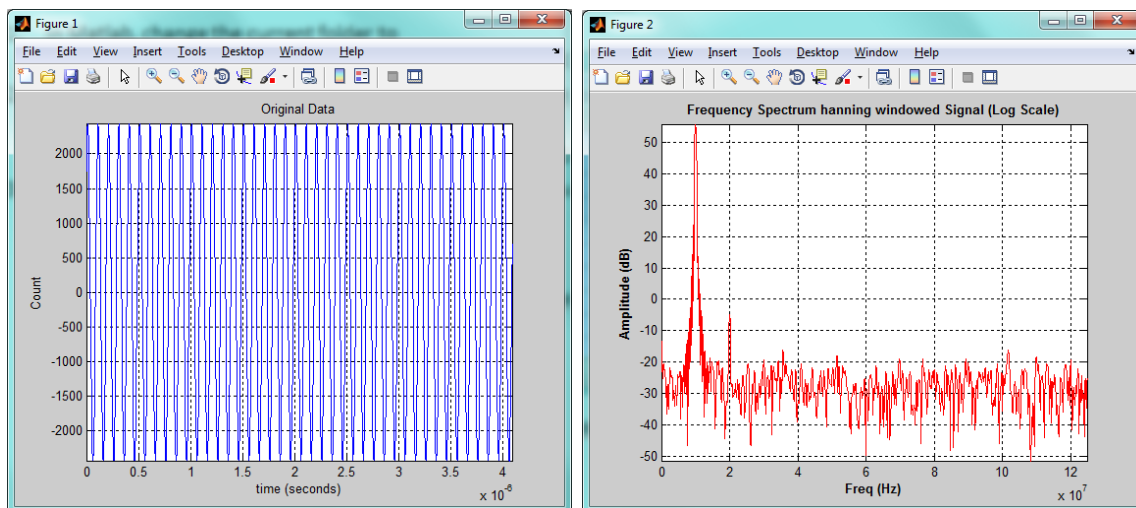 Figure 1
File Edit View Insert Tools Desktop Window Help
Original Data
2000
1500
1000
500
0
-500
-1000
-1500
-2000
Count
0 0.5 1 1.5 2 2.5 3 3.5 4
time (seconds)
x 10^-6
Figure 2
File Edit View Insert Tools Desktop Window Help
Frequency Spectrum hanning windowed Signal (Log Scale)
50
40
30
20
10
0
-10
-20
-30
-40
-50
Amplitude (dB)
0 2 4 6 8 10 12
Freq (Hz)
x 10^7